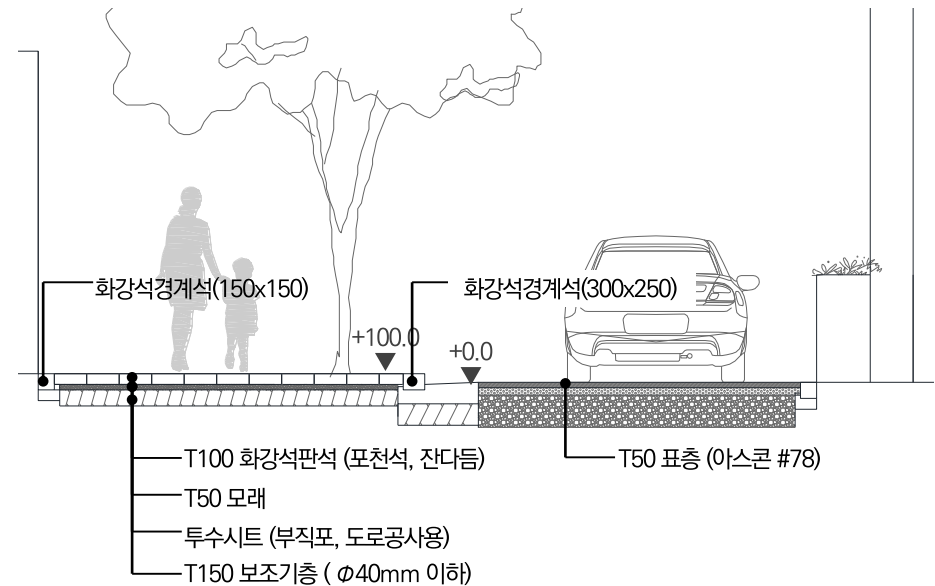 화강석경계석(150x150)
화강석경계석(300x250)
+100.0
+0.0
T100 화강석판석 (포천석, 잔다듬)
T50 모래
투수시트 (부직포, 도로공사용)
T150 보조기층 ( Φ40mm 이하)
T50 표층 (아스콘 #78)